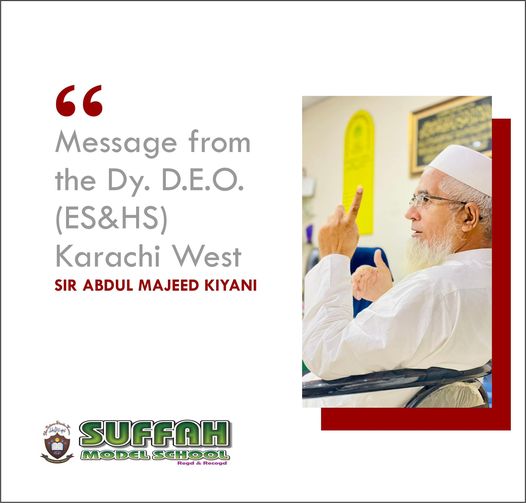 Message from
the Dy. D.E.O.
(ES&HS)
Karachi West
SIR ABDUL MAJEED KIYANI
SUFFAH
MODEL SCHOOL
Regd & Recogd